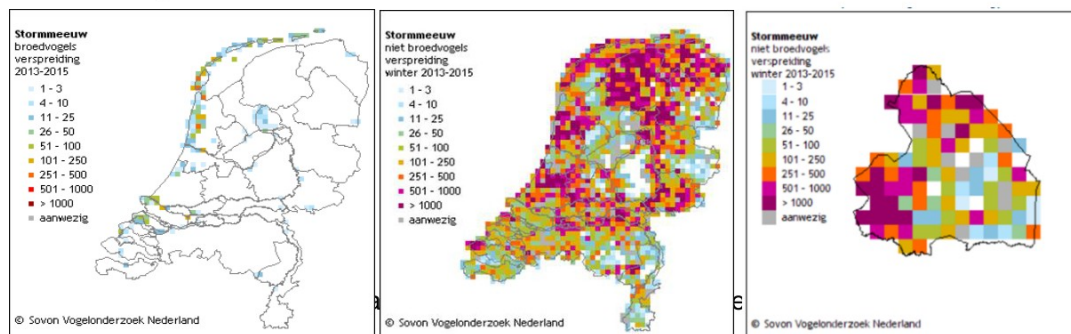 Stormmeeuw
broedvogels
verspreiding
2013-2015
1 - 3
4 - 10
11 - 25
26 - 50
51 - 100
101 - 250
251 - 500
501 - 1000
> 1000
aanwezig
© Sovon Vogelonderzoek Nederland
Stormmeeuw
niet broedvogels
verspreiding
winter 2013-2015
1 - 3
4 - 10
11 - 25
26 - 50
51 - 100
101 - 250
251 - 500
501 - 1000
> 1000
aanwezig
© Sovon Vogelonderzoek Nederland
Stormmeeuw
niet broedvogels
verspreiding
winter 2013-2015
1 - 3
4 - 10
11 - 25
26 - 50
51 - 100
101 - 250
251 - 500
501 - 1000
> 1000
aanwezig
© Sovon Vogelonderzoek Nederland